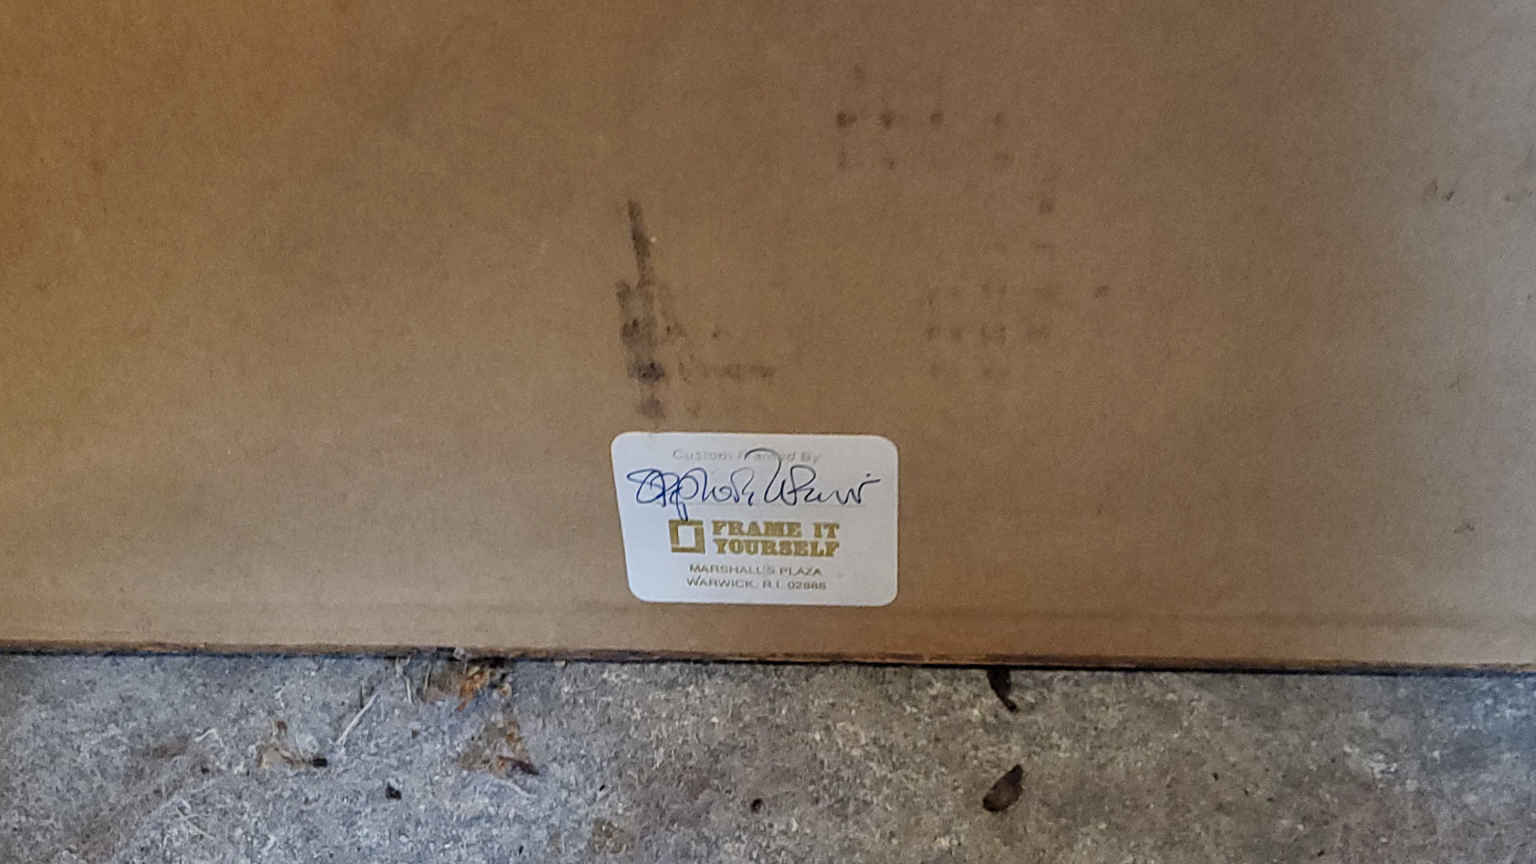 Custom Framed By
FRAME IT
YOURSELF
MARSHALL'S PLAZA
WARWICK, R.I. 02886